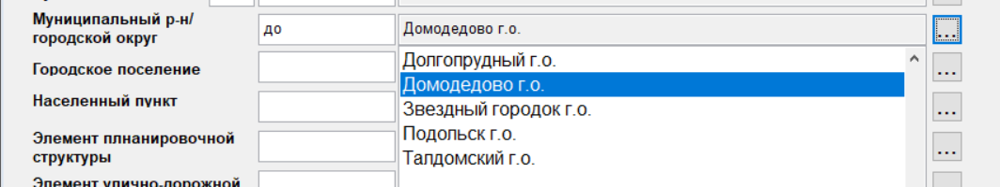 Муниципальный р-н/
городской округ
до
Домодедово г.о.
...
Городское поселение
...
Долгопрудный г.о.
Домодедово г.о.
Звездный городок г.о.
Подольск г.о.
Талдомский г.о.
Населенный пункт
...
Элемент плнанировочной
структуры
...
Элемент улично-дорожной